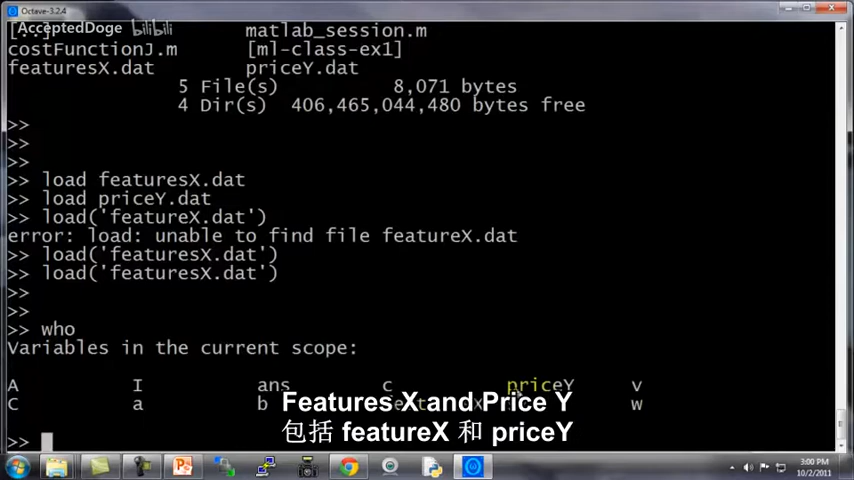 Octave-3.2.4
AcceptedDoge bilibili
[..] matlab_session.m
costFunctionJ.m [ml-class-ex1]
featuresX.dat priceY.dat
5 File(s) 8,071 bytes
4 Dir(s) 406,465,044,480 bytes free
>>
>>
>>
>> load featuresX.dat
>> load priceY.dat
>> load('featureX.dat')
error: load: unable to find file featureX.dat
>> load('featuresX.dat')
>> load('featuresX.dat')
>>
>>
>> who
Variables in the current scope:
A I ans c priceY v
C a b w
Features X and Price Y
包括 featureX 和 priceY
>>
3:00 PM
10/2/2011